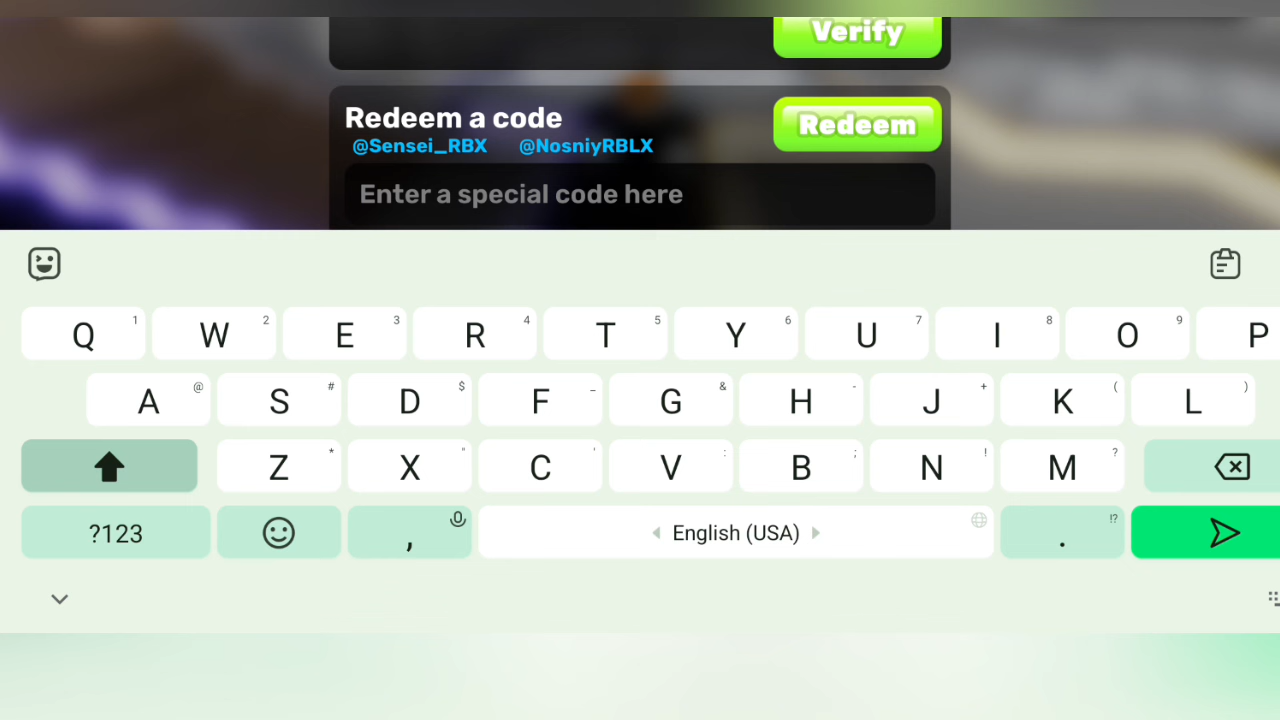 Verify
Redeem a code
Redeem
@Sensei_RBX @NosniyRBLX
Enter a special code here
1 2 3 4 5 6 7 8 9
Q W E R T Y U I O P
@ # $ _ & - + ( )
A S D F G H J K L
* " ' : ; ! ?
Z X C V B N M
?123 , English (USA) . !?